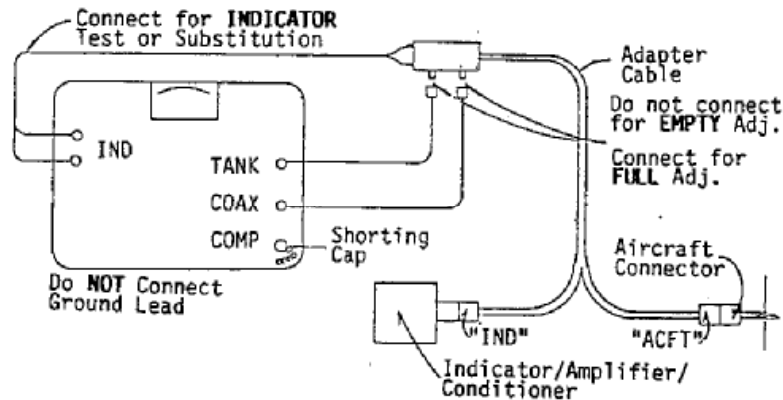 Connect for INDICATOR
Test or Substitution
Adapter
Cable
Do not connect
for EMPTY Adj.
Connect for
FULL Adj.
IND
TANK
COAX
COMP
Shorting
Cap
Do NOT Connect
Ground Lead
Aircraft
Connector
"IND"
"ACFT"
Indicator/Amplifier/
Conditioner